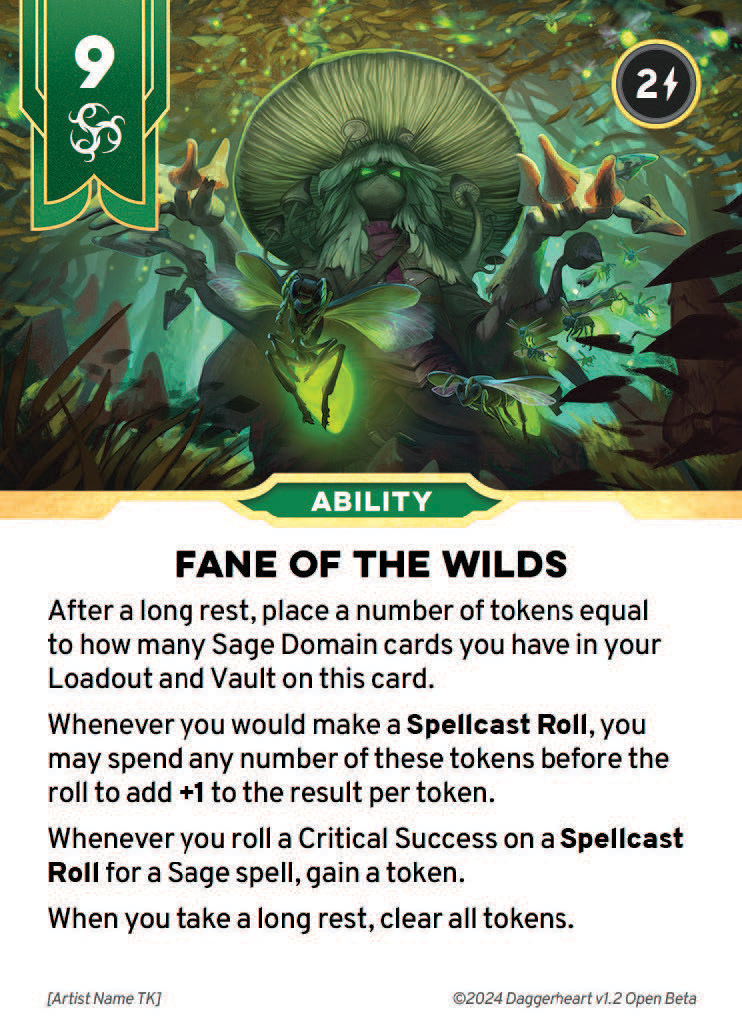 9
2
ABILITY
FANE OF THE WILDS
After a long rest, place a number of tokens equal
to how many Sage Domain cards you have in your
Loadout and Vault on this card.
Whenever you would make a Spellcast Roll, you
may spend any number of these tokens before the
roll to add +1 to the result per token.
Whenever you roll a Critical Success on a Spellcast
Roll for a Sage spell, gain a token.
When you take a long rest, clear all tokens.
[Artist Name TK]
©2024 Daggerheart v1.2 Open Beta